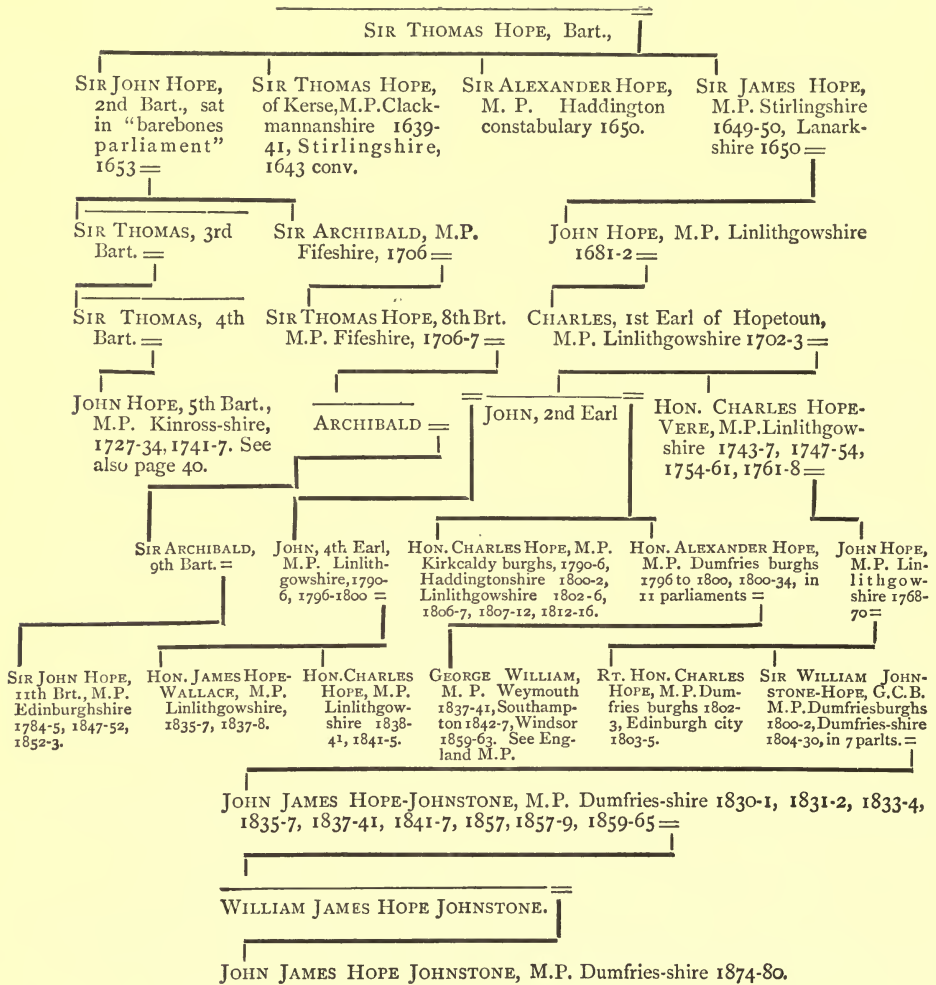 SIR THOMAS HOPE, Bart.,
SIR JOHN HOPE,
2nd Bart., sat
in "barebones
parliament"
1653
SIR THOMAS HOPE,
of Kerse, M.P. Clack-
mannanshire 1639-
41, Stirlingshire,
1643 conv.
SIR ALEXANDER HOPE,
M. P. Haddington
constabulary 1650.
SIR JAMES HOPE,
M.P. Stirlingshire
1649-50, Lanark-
shire 1650
SIR THOMAS, 3rd
Bart.
SIR ARCHIBALD, M.P.
Fifeshire, 1706
JOHN HOPE, M.P. Linlithgowshire
1681-2
SIR THOMAS, 4th
Bart.
SIR THOMAS HOPE, 8th Brt.
M.P. Fifeshire, 1706-7
CHARLES, 1st Earl of Hopetoun,
M.P. Linlithgowshire 1702-3
JOHN HOPE, 5th Bart.,
M.P. Kinross-shire,
1727-34, 1741-7. See
also page 40.
ARCHIBALD
JOHN, 2nd Earl
HON. CHARLES HOPE-
VERE, M.P. Linlithgow-
shire 1743-7, 1747-54,
1754-61, 1761-8
SIR ARCHIBALD,
9th Bart.
JOHN, 4th Earl,
M.P. Linlith-
gowshire, 1790-
6, 1796-1800
HON. CHARLES HOPE, M.P.
Kirkcaldy burghs, 1790-6,
Haddingtonshire 1800-2,
Linlithgowshire 1802-6,
1806-7, 1807-12, 1812-16.
HON. ALEXANDER HOPE,
M.P. Dumfries burghs
1796 to 1800, 1800-34, in
11 parliaments
JOHN HOPE,
M.P. Lin-
lithgow-
shire 1768-
70
SIR JOHN HOPE,
11th Brt., M.P.
Edinburghshire
1784-5, 1847-52,
1852-3.
HON. JAMES HOPE-
WALLACE, M.P.
Linlithgowshire,
1835-7, 1837-8.
HON. CHARLES
HOPE, M.P.
Linlithgow-
shire 1838-
41, 1841-5.
GEORGE WILLIAM,
M. P. Weymouth
1837-41, Southamp-
ton 1842-7, Windsor
1859-63. See Eng-
land M.P.
RT. HON. CHARLES
HOPE, M.P. Dum-
fries burghs 1802-
3, Edinburgh city
1803-5.
SIR WILLIAM JOHN-
STONE-HOPE, G.C.B.
M.P. Dumfriesburghs
1800-2, Dumfries-shire
1804-30, in 7 parlts.
JOHN JAMES HOPE-JOHNSTONE, M.P. Dumfries-shire 1830-1, 1831-2, 1833-4,
1835-7, 1837-41, 1841-7, 1857, 1857-9, 1859-65
WILLIAM JAMES HOPE JOHNSTONE.
JOHN JAMES HOPE JOHNSTONE, M.P. Dumfries-shire 1874-80.